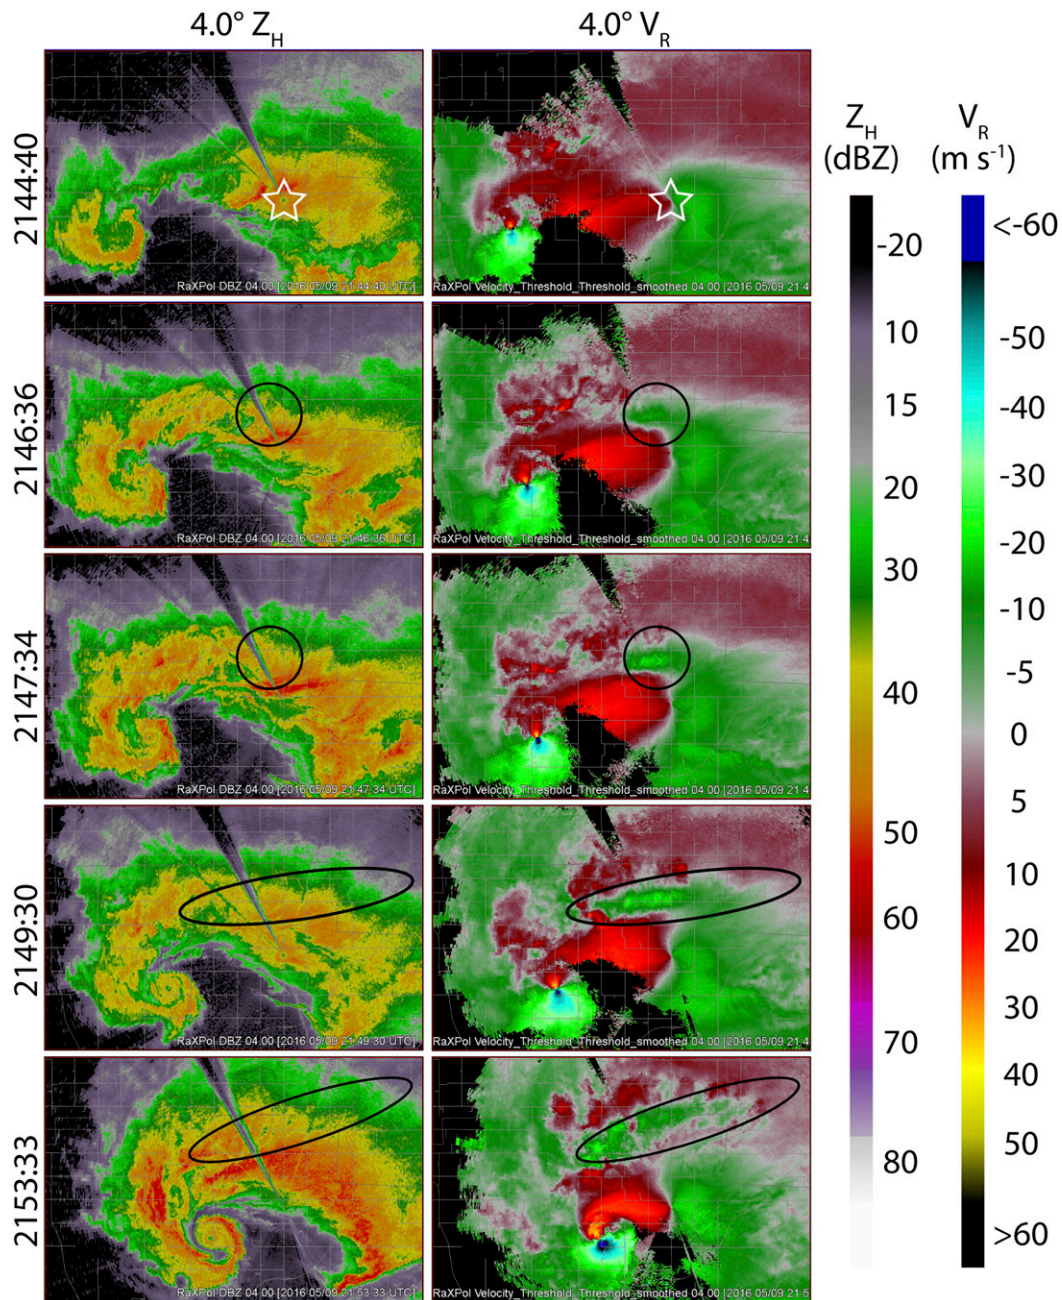 4.0° Z_H
4.0° V_R
Z_H (dBZ)
V_R (m s⁻¹)
2144:40
RaXPol DBZ 04.00 [2016 05/09 21:44:40 UTC]
RaXPol Velocity_Threshold_Threshold_smoothed 04.00 [2016 05/09 21:4
2146:36
RaXPol DBZ 04.00 [2016 05/09 21:46:36 UTC]
RaXPol Velocity_Threshold_Threshold_smoothed 04.00 [2016 05/09 21:4
2147:34
RaXPol DBZ 04.00 [2016 05/09 21:47:34 UTC]
RaXPol Velocity_Threshold_Threshold_smoothed 04.00 [2016 05/09 21:4
2149:30
RaXPol DBZ 04.00 [2016 05/09 21:49:30 UTC]
RaXPol Velocity_Threshold_Threshold_smoothed 04.00 [2016 05/09 21:4
2153:33
RaXPol DBZ 04.00 [2016 05/09 21:53:33 UTC]
RaXPol Velocity_Threshold_Threshold_smoothed 04.00 [2016 05/09 21:5
-20
10
15
20
30
40
50
60
70
80
<-60
-50
-40
-30
-20
-10
-5
0
5
10
20
30
40
50
>60